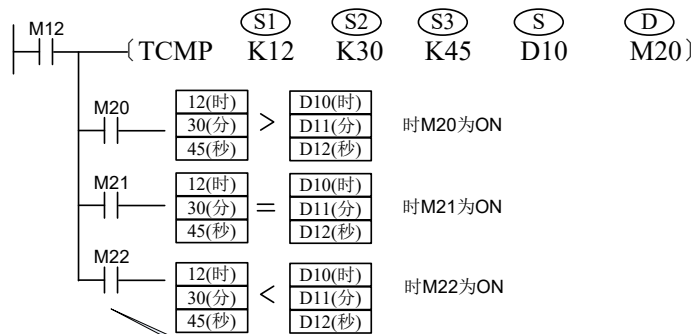 M12 S1 S2 S3 S D
TCMP K12 K30 K45 D10 M20
M20
12(时) D10(时)
30(分) > D11(分) 时M20为ON
45(秒) D12(秒)
M21
12(时) D10(时)
30(分) = D11(分) 时M21为ON
45(秒) D12(秒)
M22
12(时) D10(时)
30(分) < D11(分) 时M22为ON
45(秒) D12(秒)